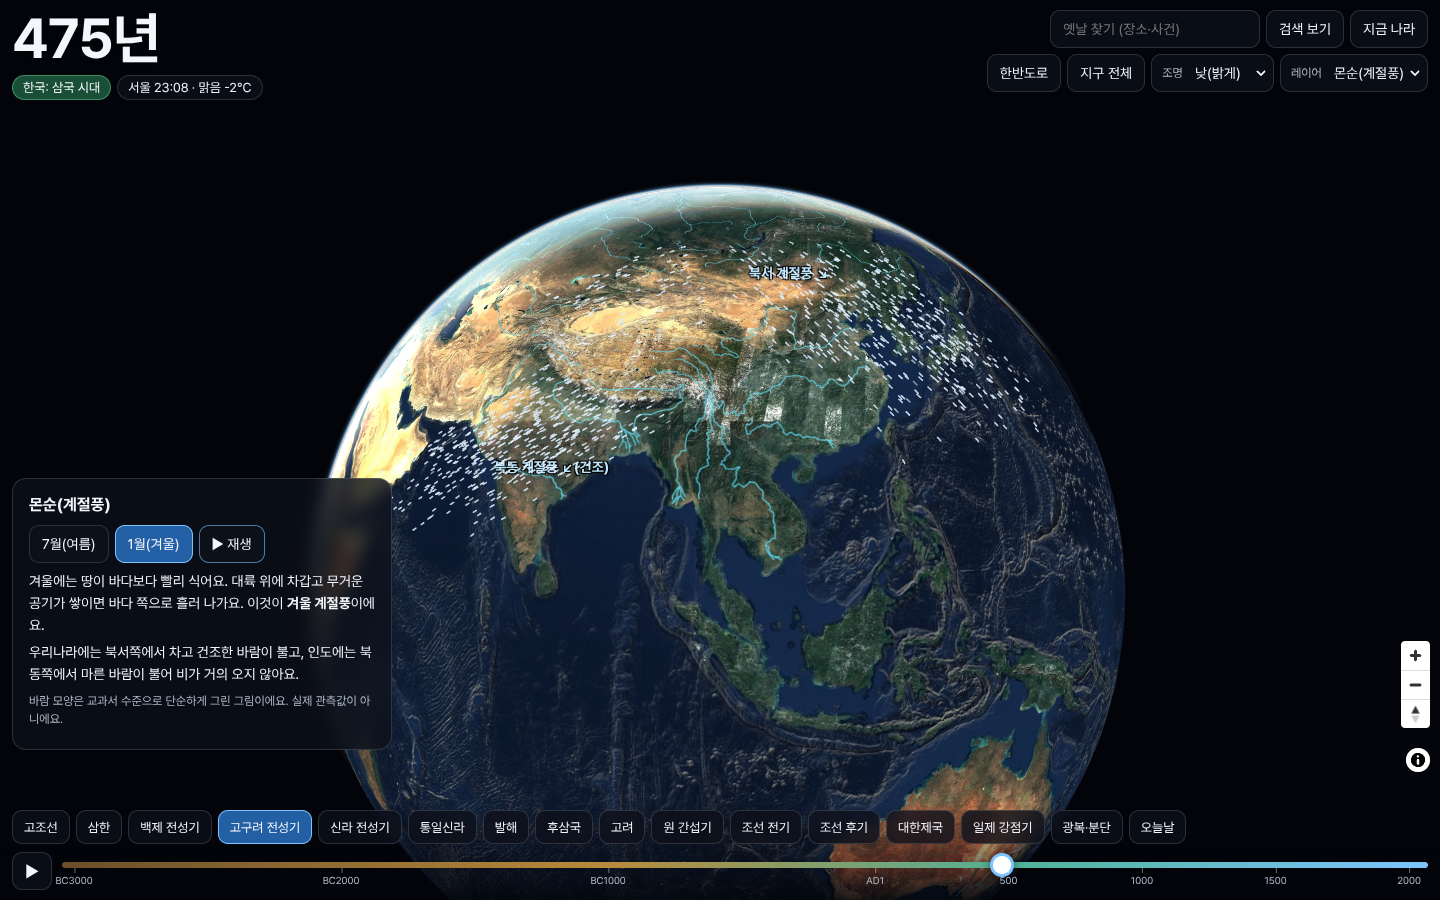 475년
한국: 삼국 시대
서울 23:08 · 맑음 -2°C
옛날 찾기 (장소·사건)
검색 보기
지금 나라
한반도로
지구 전체
조명 낮(밝게)
레이어 몬순(계절풍)
북서 계절풍 ↘
북동 계절풍 ↙ (건조)
몬순(계절풍)
7월(여름)
1월(겨울)
▶ 재생
겨울에는 땅이 바다보다 빨리 식어요. 대륙 위에 차갑고 무거운
공기가 쌓이면 바다 쪽으로 흘러 나가요. 이것이 겨울 계절풍이에
요.
우리나라에는 북서쪽에서 차고 건조한 바람이 불고, 인도에는 북
동쪽에서 마른 바람이 불어 비가 거의 오지 않아요.
바람 모양은 교과서 수준으로 단순하게 그린 그림이에요. 실제 관측값이 아
니에요.
고조선
삼한
백제 전성기
고구려 전성기
신라 전성기
통일신라
발해
후삼국
고려
원 간섭기
조선 전기
조선 후기
대한제국
일제 강점기
광복·분단
오늘날
BC3000
BC2000
BC1000
AD1
500
1000
1500
2000